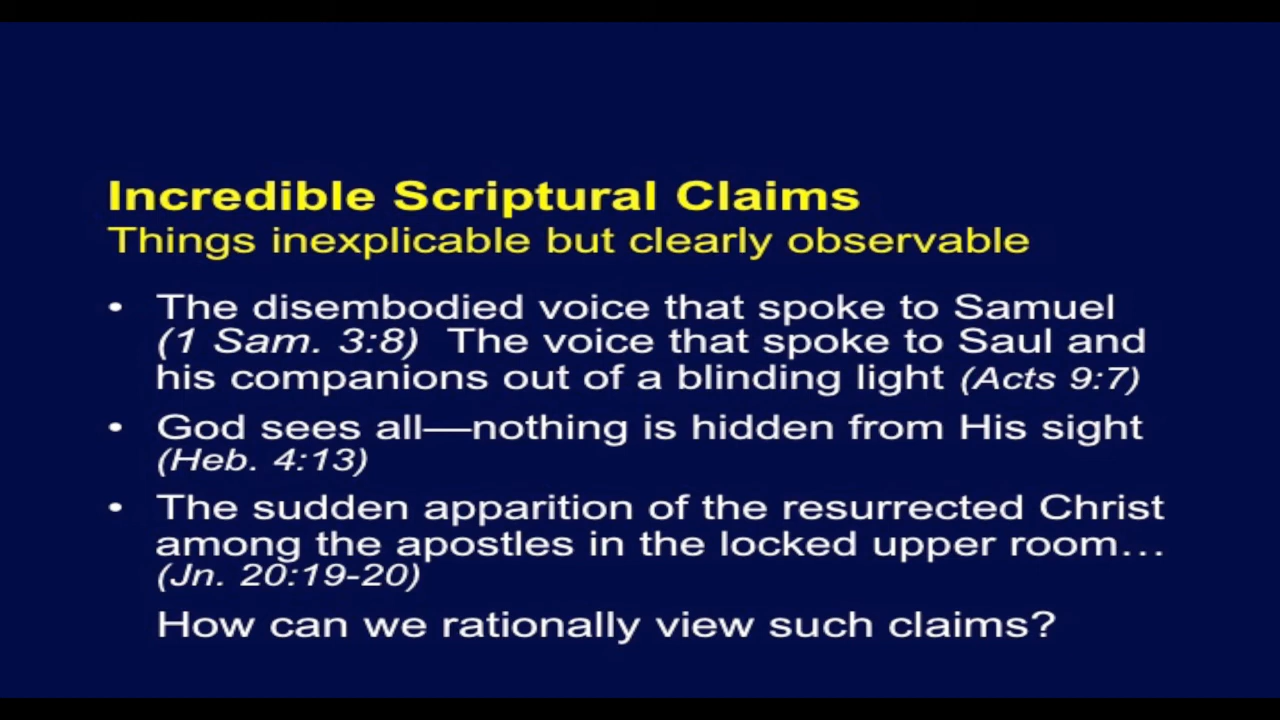 Incredible Scriptural Claims
Things inexplicable but clearly observable
• The disembodied voice that spoke to Samuel
(1 Sam. 3:8) The voice that spoke to Saul and
his companions out of a blinding light (Acts 9:7)
• God sees all—nothing is hidden from His sight
(Heb. 4:13)
• The sudden apparition of the resurrected Christ
among the apostles in the locked upper room…
(Jn. 20:19-20)
How can we rationally view such claims?